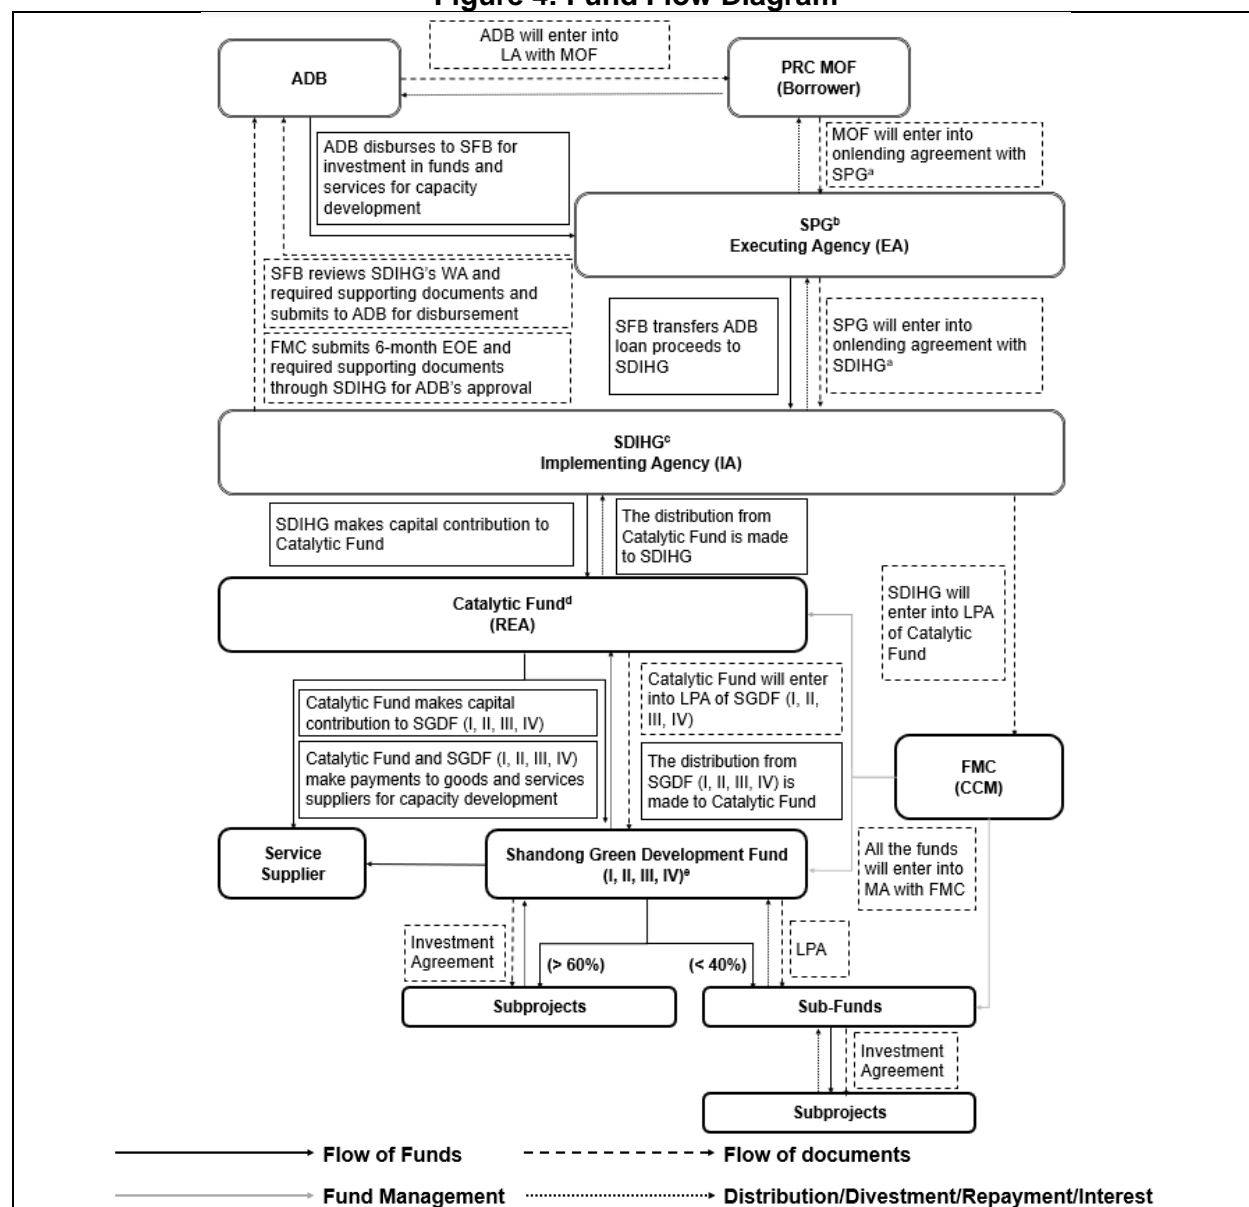 Figure 4: Fund Flow Diagram
ADB will enter into
LA with MOF
ADB
PRC MOF
(Borrower)
MOF will enter into
onlending agreement with
SPGᵃ
ADB disburses to SFB for
investment in funds and
services for capacity
development
SPGᵇ
Executing Agency (EA)
SFB reviews SDIHG's WA and
required supporting documents and
submits to ADB for disbursement
FMC submits 6-month EOE and
required supporting documents
through SDIHG for ADB's approval
SFB transfers ADB
loan proceeds to
SDIHG
SPG will enter into
onlending agreement with
SDIHGᵃ
SDIHGᶜ
Implementing Agency (IA)
SDIHG makes capital contribution to
Catalytic Fund
The distribution from
Catalytic Fund is made
to SDIHG
SDIHG will
enter into LPA
of Catalytic
Fund
Catalytic Fundᵈ
(REA)
Catalytic Fund makes capital
contribution to SGDF (I, II, III, IV)
Catalytic Fund and SGDF (I, II, III, IV)
make payments to goods and services
suppliers for capacity development
Catalytic Fund will enter
into LPA of SGDF (I, II,
III, IV)
The distribution from
SGDF (I, II, III, IV) is
made to Catalytic Fund
FMC
(CCM)
Service
Supplier
Shandong Green Development Fund
(I, II, III, IV)ᵉ
All the funds
will enter into
MA with FMC
Investment
Agreement
(> 60%)
(< 40%)
LPA
Subprojects
Sub-Funds
Investment
Agreement
Subprojects
Flow of Funds
Flow of documents
Fund Management
Distribution/Divestment/Repayment/Interest